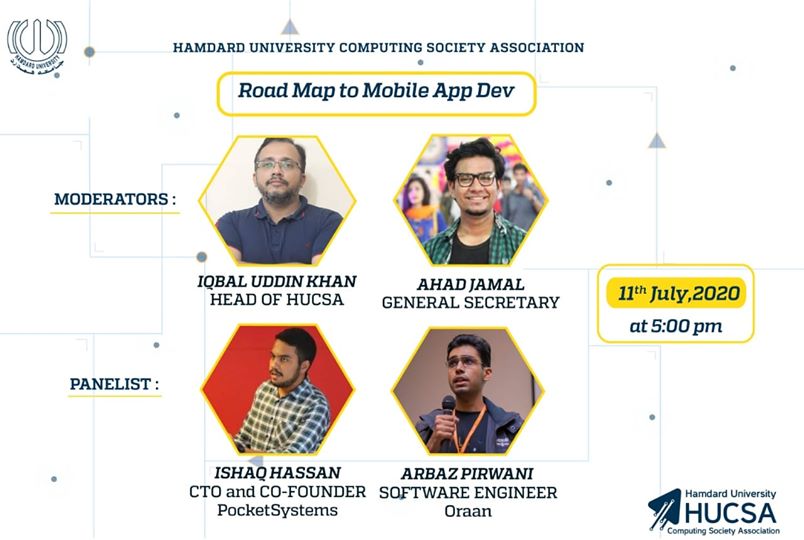 HAMDARD UNIVERSITY
HAMDARD UNIVERSITY COMPUTING SOCIETY ASSOCIATION
Road Map to Mobile App Dev
MODERATORS :
IQBAL UDDIN KHAN
HEAD OF HUCSA
AHAD JAMAL
GENERAL SECRETARY
11th July,2020
at 5:00 pm
PANELIST :
ISHAQ HASSAN
CTO and CO-FOUNDER
PocketSystems
ARBAZ PIRWANI
SOFTWARE ENGINEER
Oraan
Hamdard University
HUCSA
Computing Society Association